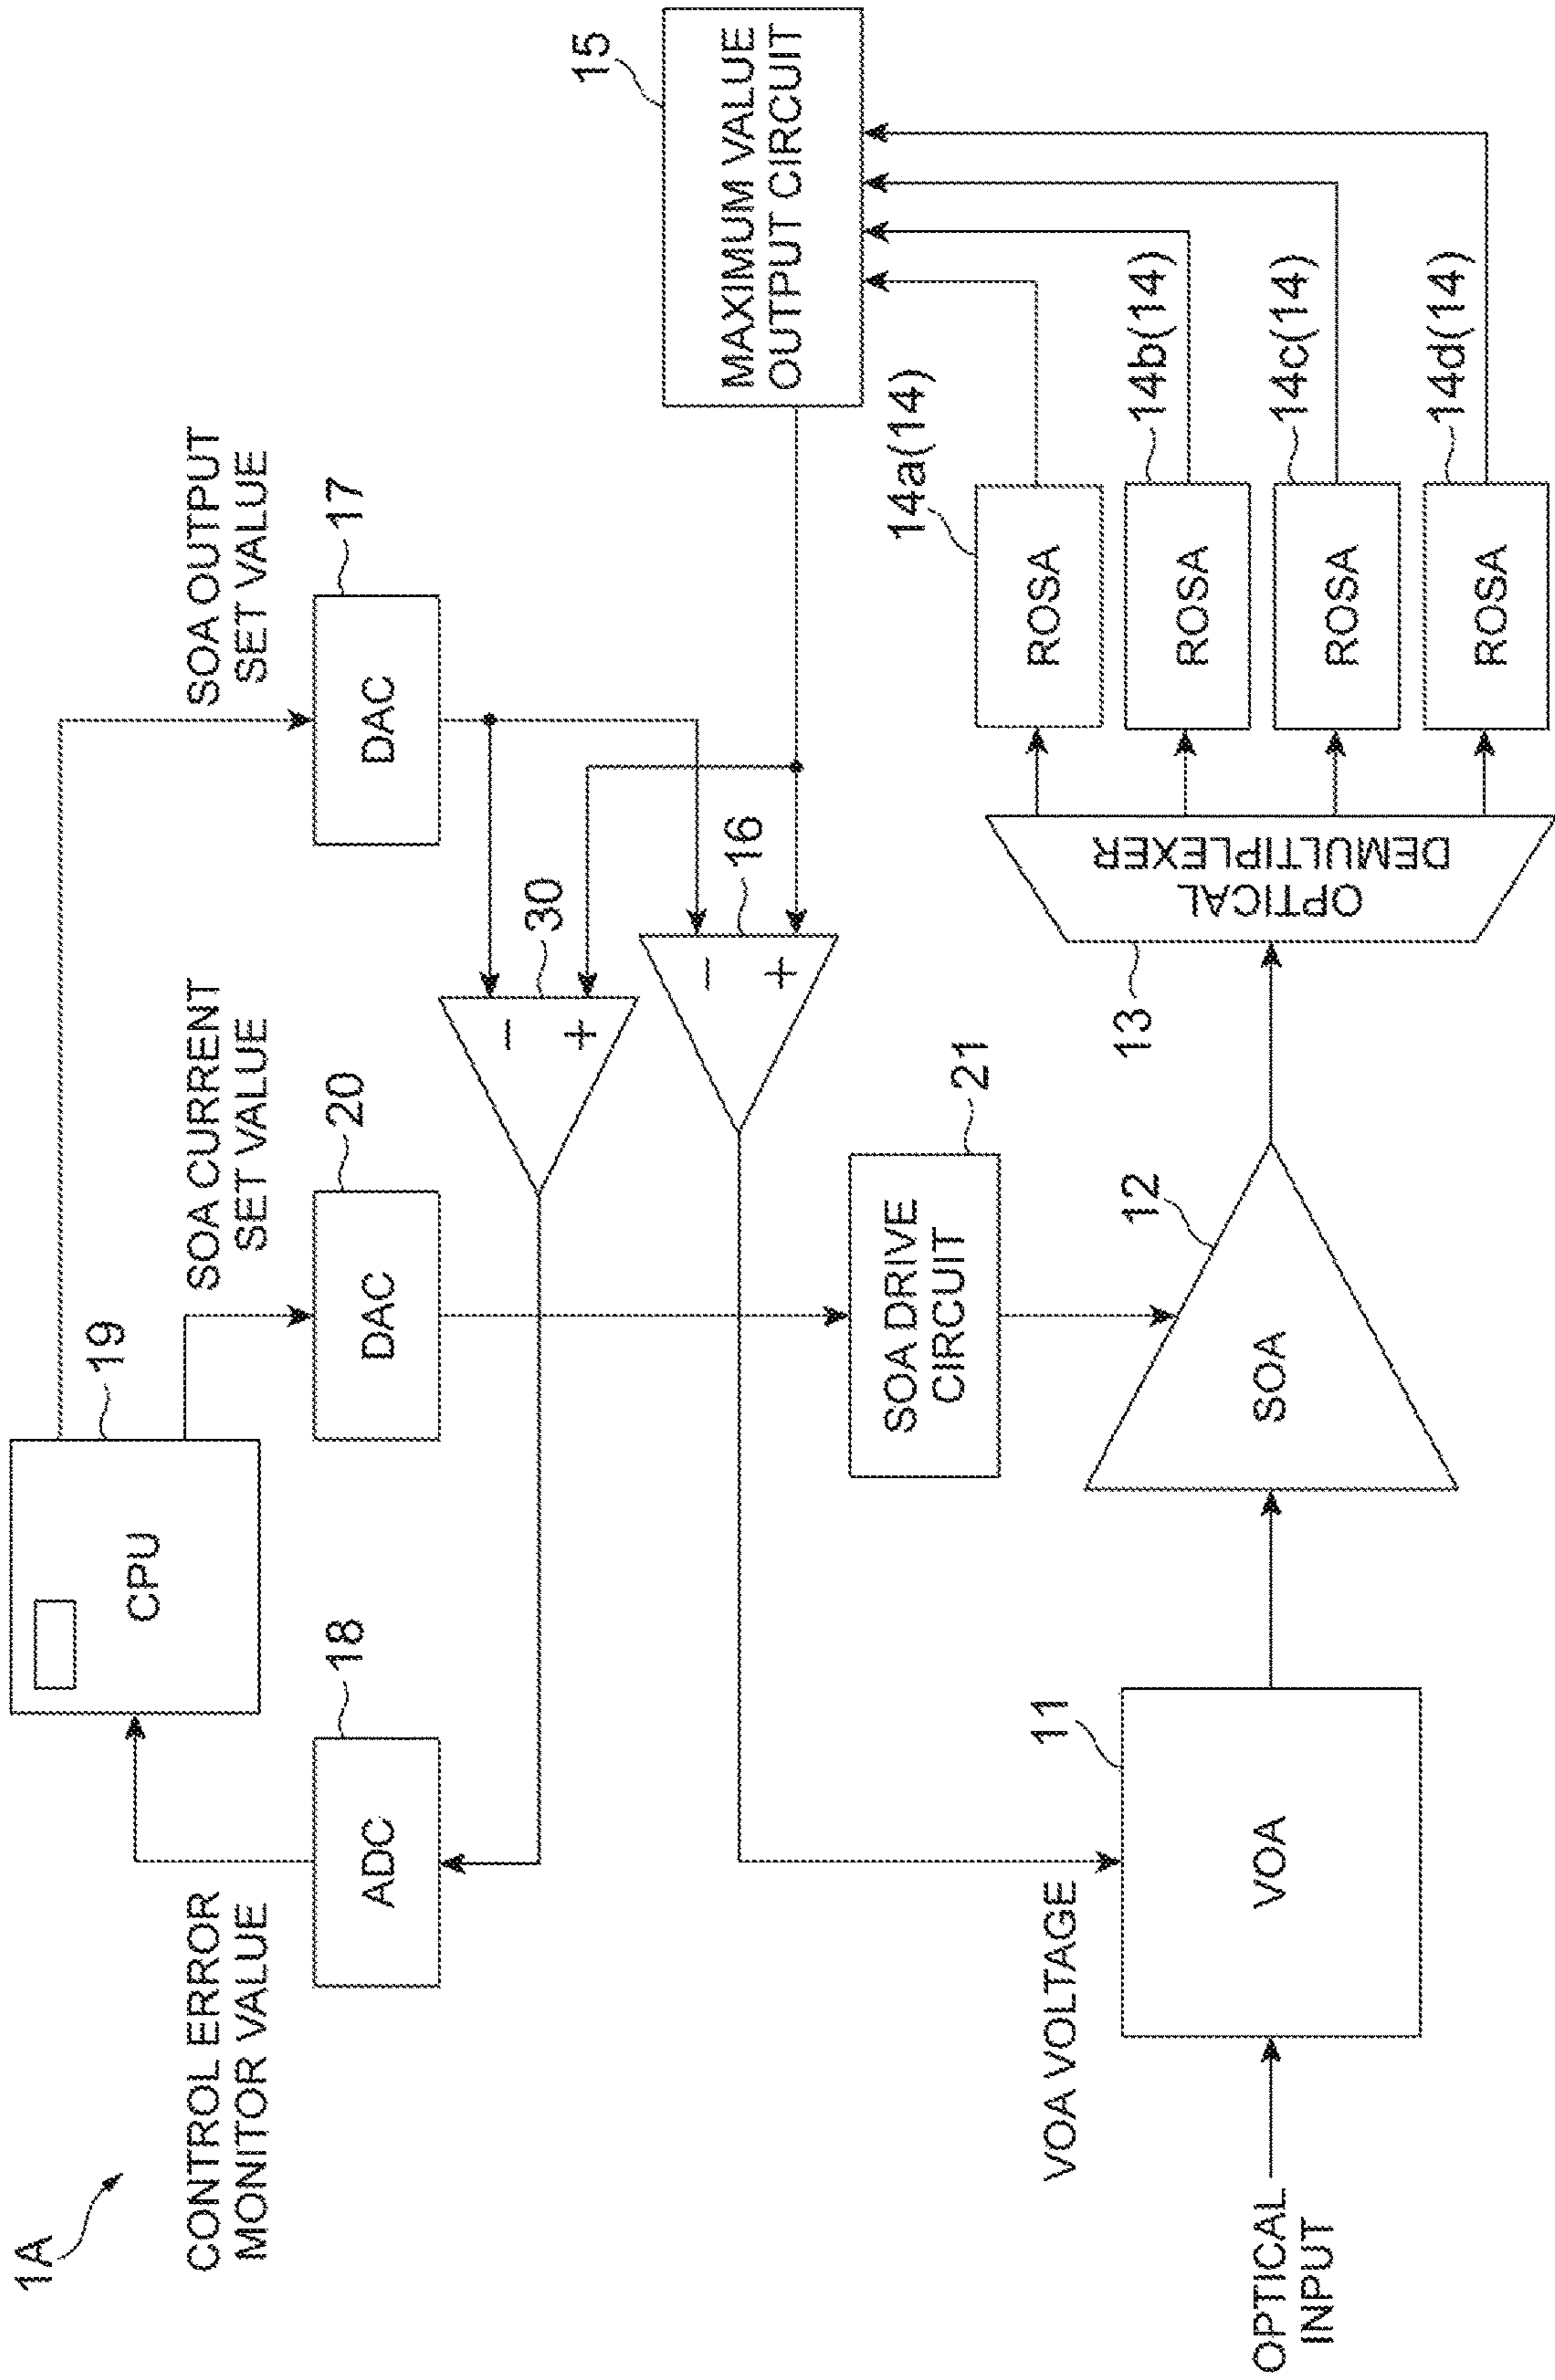 1A
CONTROL ERROR
MONITOR VALUE
19
CPU
SOA CURRENT
SET VALUE
SOA OUTPUT
SET VALUE
18
ADC
20
DAC
17
DAC
30
−
+
16
−
+
15
MAXIMUM VALUE
OUTPUT CIRCUIT
21
SOA DRIVE
CIRCUIT
VOA VOLTAGE
11
VOA
OPTICAL
INPUT
12
SOA
13
OPTICAL
DEMULTIPLEXER
14a(14)
ROSA
14b(14)
ROSA
14c(14)
ROSA
14d(14)
ROSA